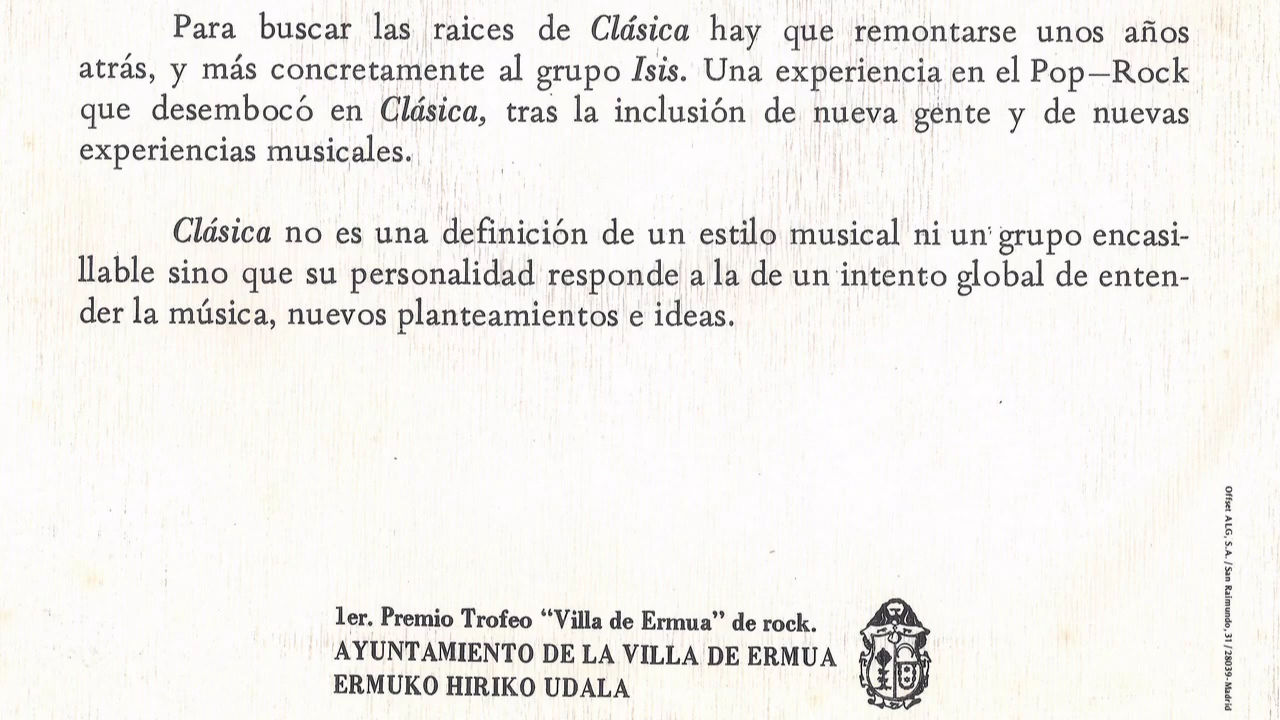 Para buscar las raices de Clásica hay que remontarse unos años
atrás, y más concretamente al grupo Isis. Una experiencia en el Pop—Rock
que desembocó en Clásica, tras la inclusión de nueva gente y de nuevas
experiencias musicales.
Clásica no es una definición de un estilo musical ni un grupo encasi-
llable sino que su personalidad responde a la de un intento global de enten-
der la música, nuevos planteamientos e ideas.
1er. Premio Trofeo “Villa de Ermua” de rock.
AYUNTAMIENTO DE LA VILLA DE ERMUA
ERMUKO HIRIKO UDALA
Offset ALG, S.A. / San Raimundo, 31 / 28039 - Madrid